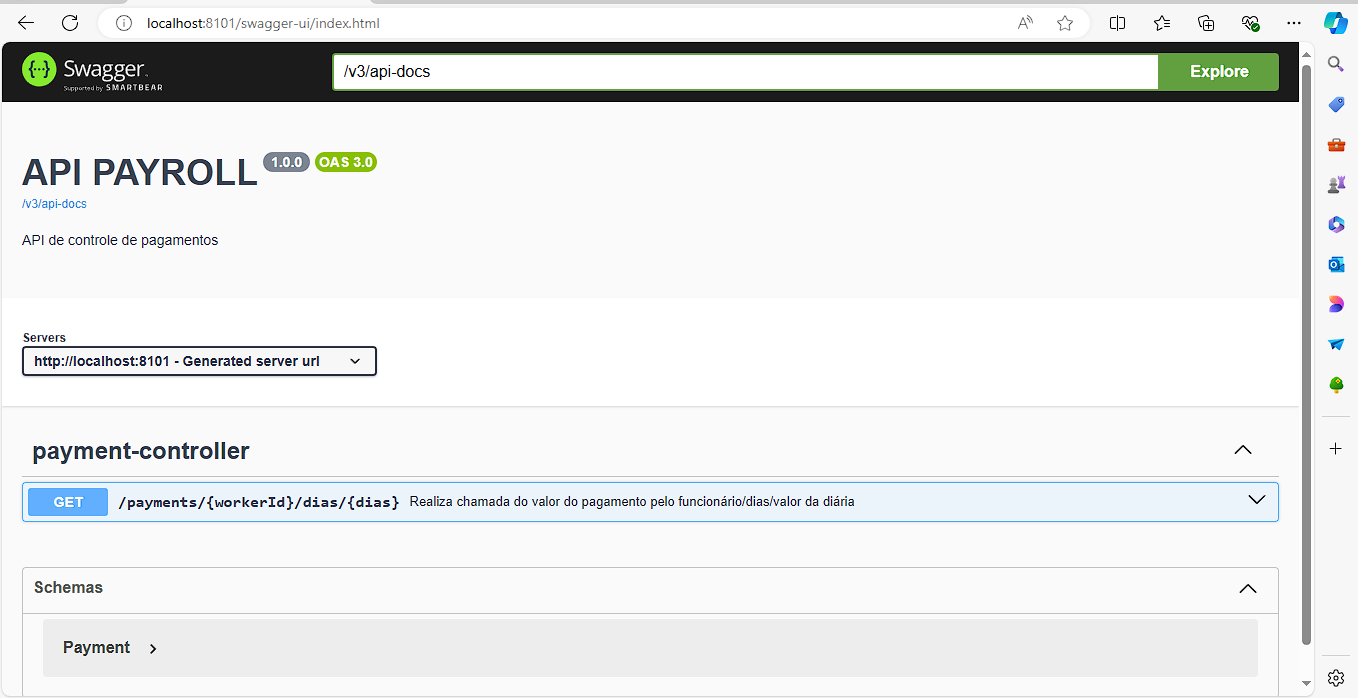 localhost:8101/swagger-ui/index.html
Swagger
Supported by SMARTBEAR
/v3/api-docs
Explore
API PAYROLL 1.0.0 OAS 3.0
/v3/api-docs
API de controle de pagamentos
Servers
http://localhost:8101 - Generated server url
payment-controller
GET /payments/{workerId}/dias/{dias} Realiza chamada do valor do pagamento pelo funcionário/dias/valor da diária
Schemas
Payment